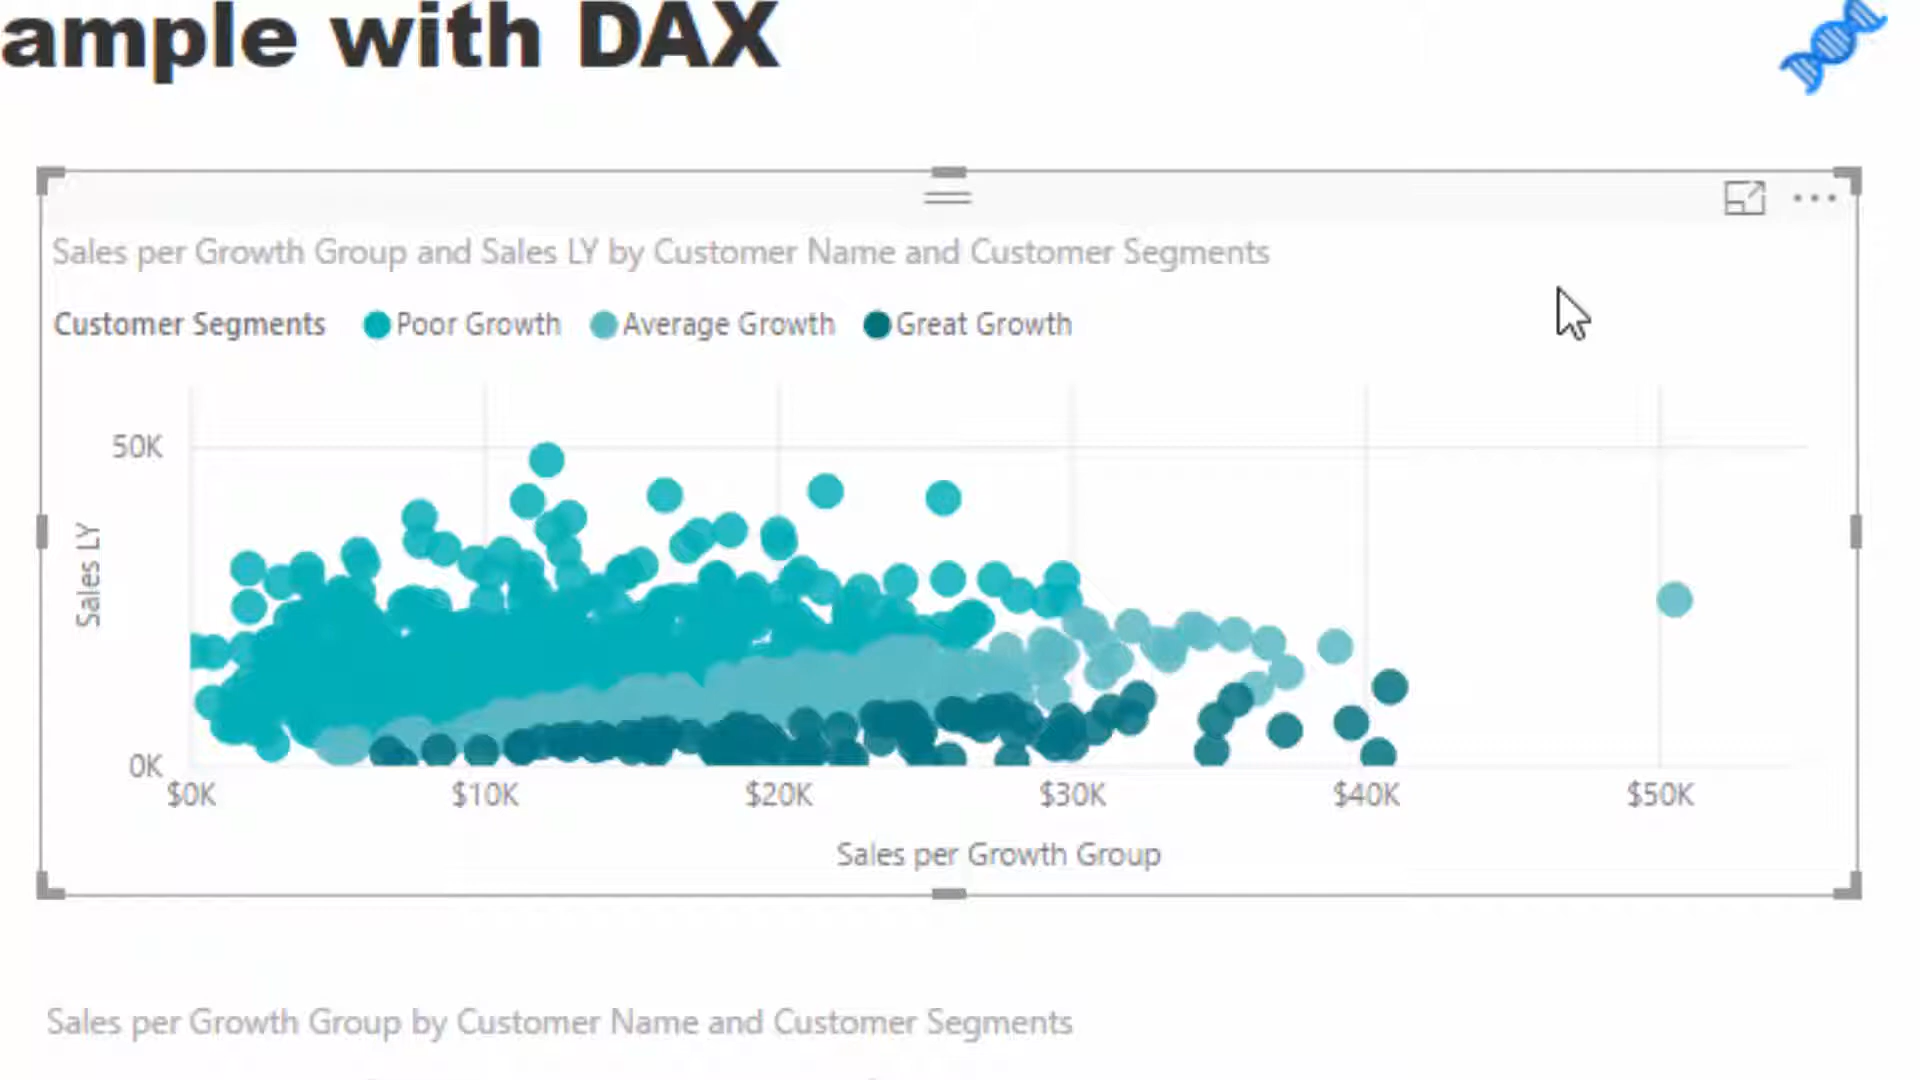 ample with DAX
Sales per Growth Group and Sales LY by Customer Name and Customer Segments
Customer Segments Poor Growth Average Growth Great Growth
50K
Sales LY
0K
$0K $10K $20K $30K $40K $50K
Sales per Growth Group
Sales per Growth Group by Customer Name and Customer Segments